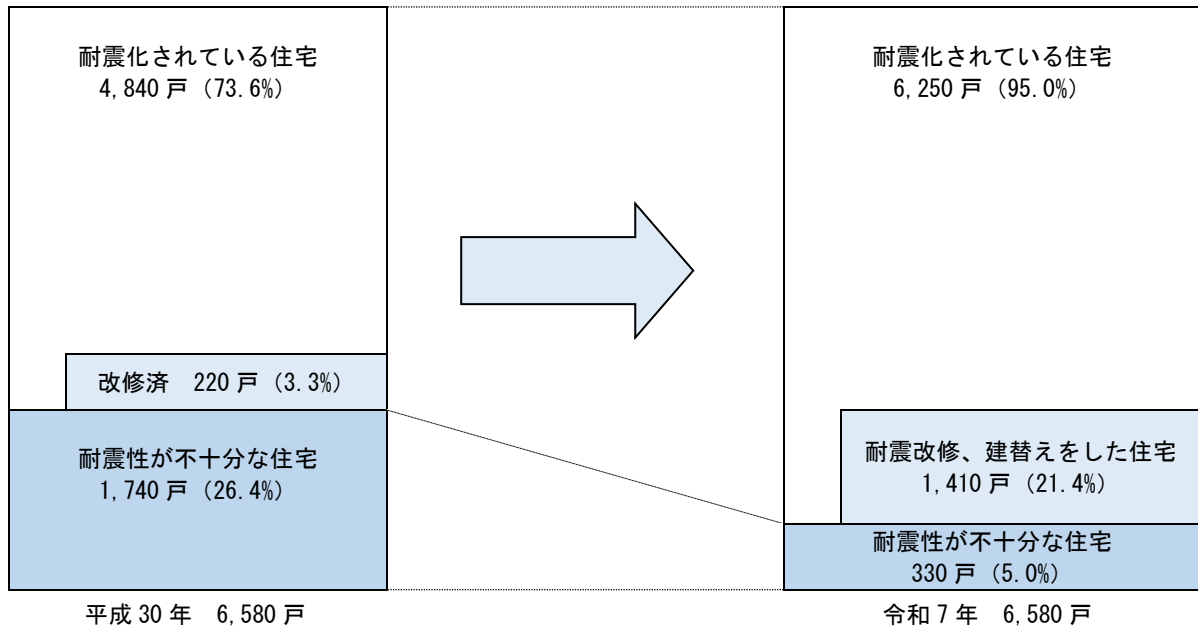 耐震化されている住宅
4,840 戸（73.6%）
改修済　220 戸（3.3%）
耐震性が不十分な住宅
1,740 戸（26.4%）
平成 30 年　6,580 戸
耐震化されている住宅
6,250 戸（95.0%）
耐震改修、建替えをした住宅
1,410 戸（21.4%）
耐震性が不十分な住宅
330 戸（5.0%）
令和 7 年　6,580 戸